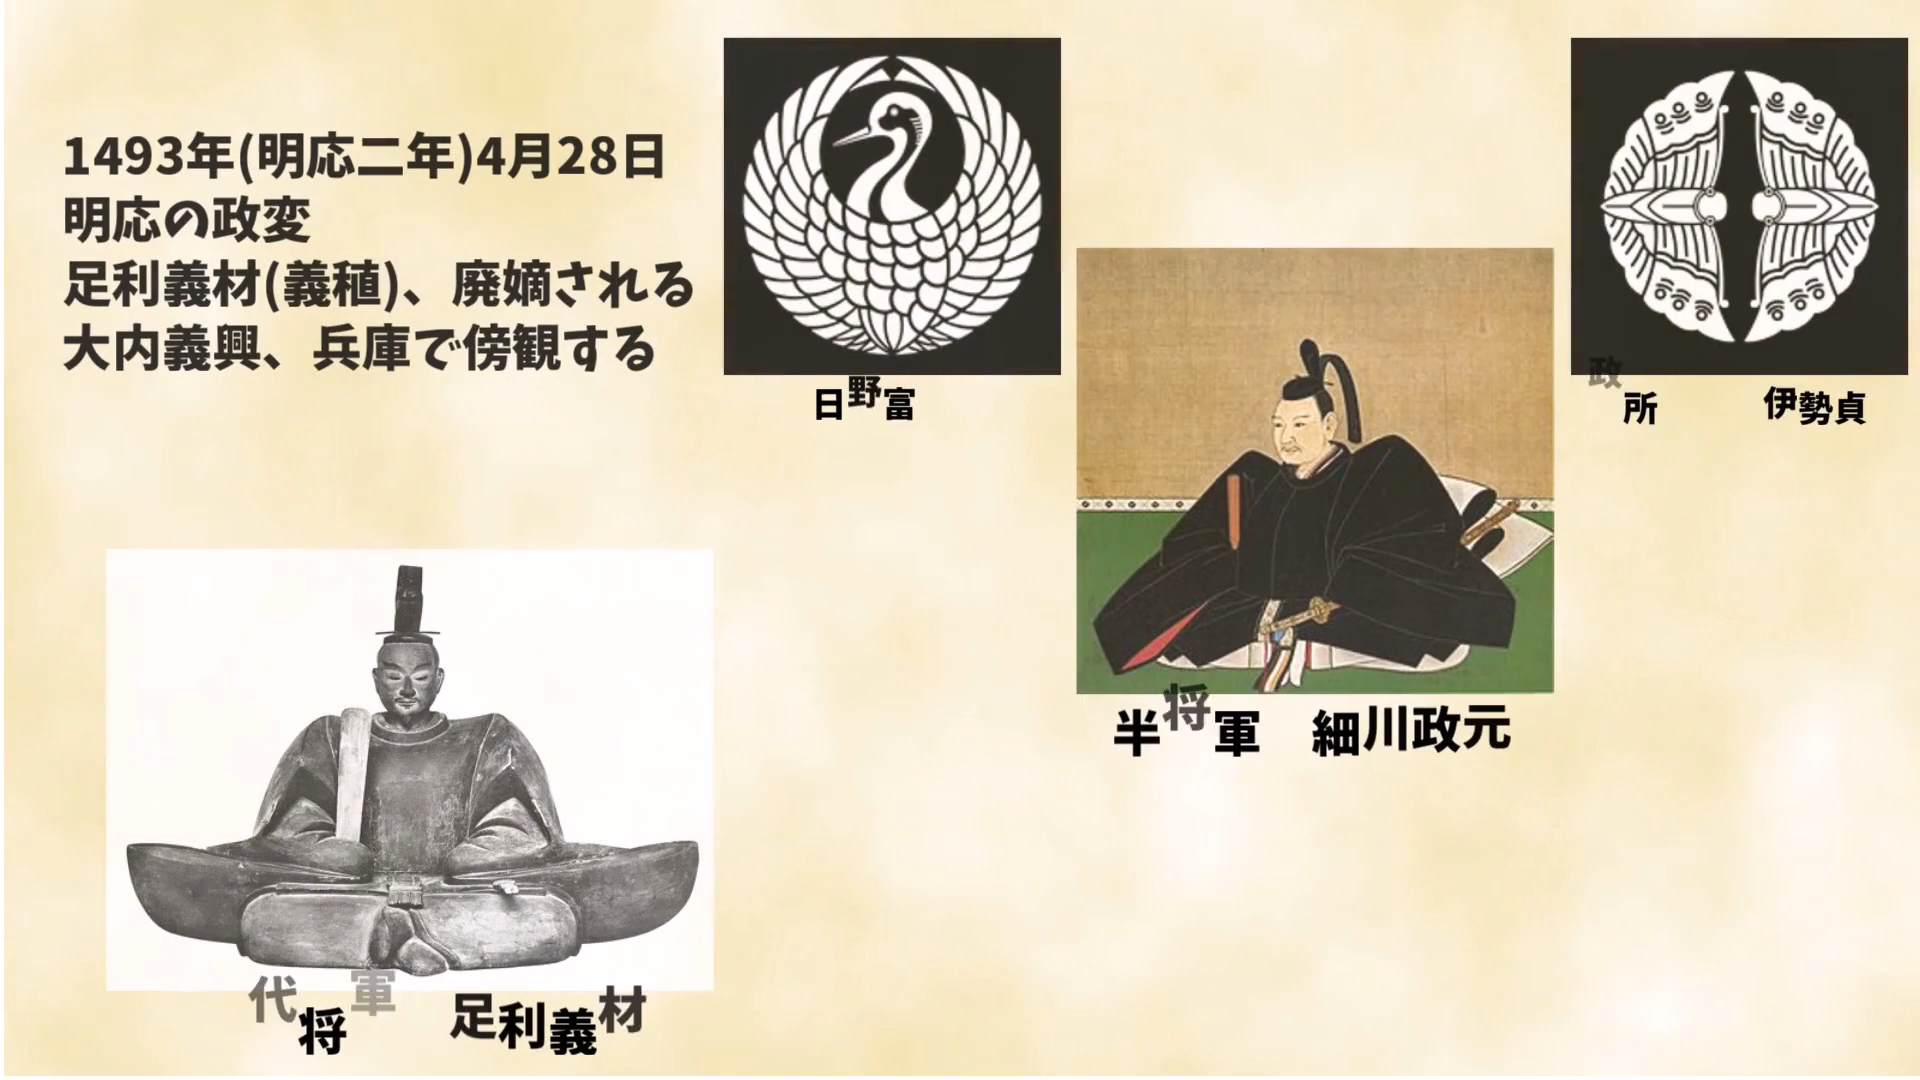 1493年(明応二年)4月28日
明応の政変
足利義材(義稙)、廃嫡される
大内義興、兵庫で傍観する
日野富
政所 伊勢貞
半将軍 細川政元
代将軍 足利義材